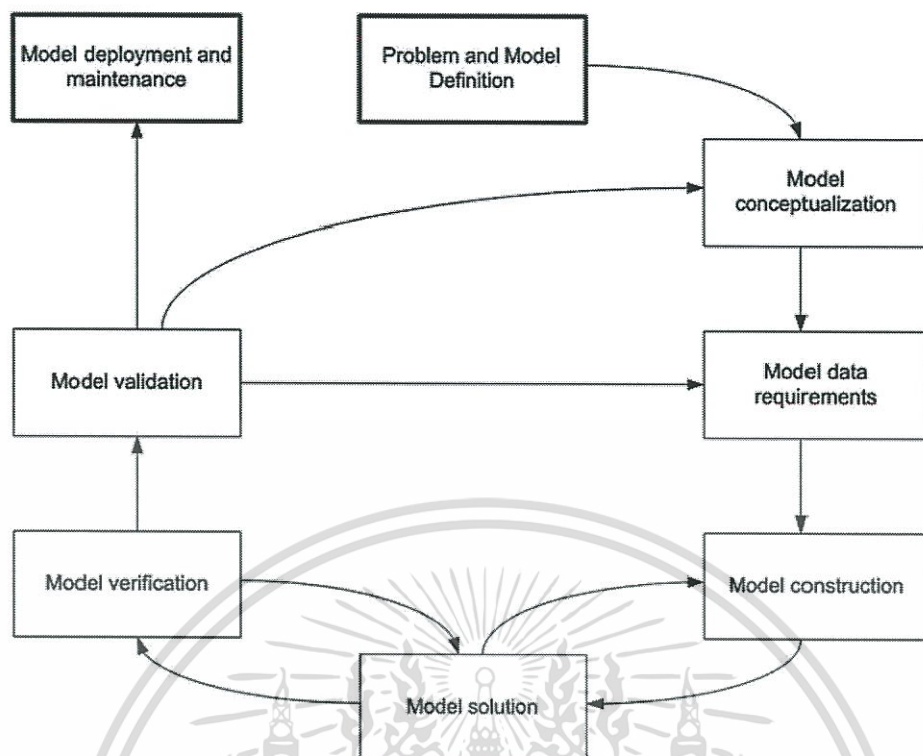 Model deployment and
maintenance
Problem and Model
Definition
Model
conceptualization
Model validation
Model data
requirements
Model verification
Model construction
Model solution